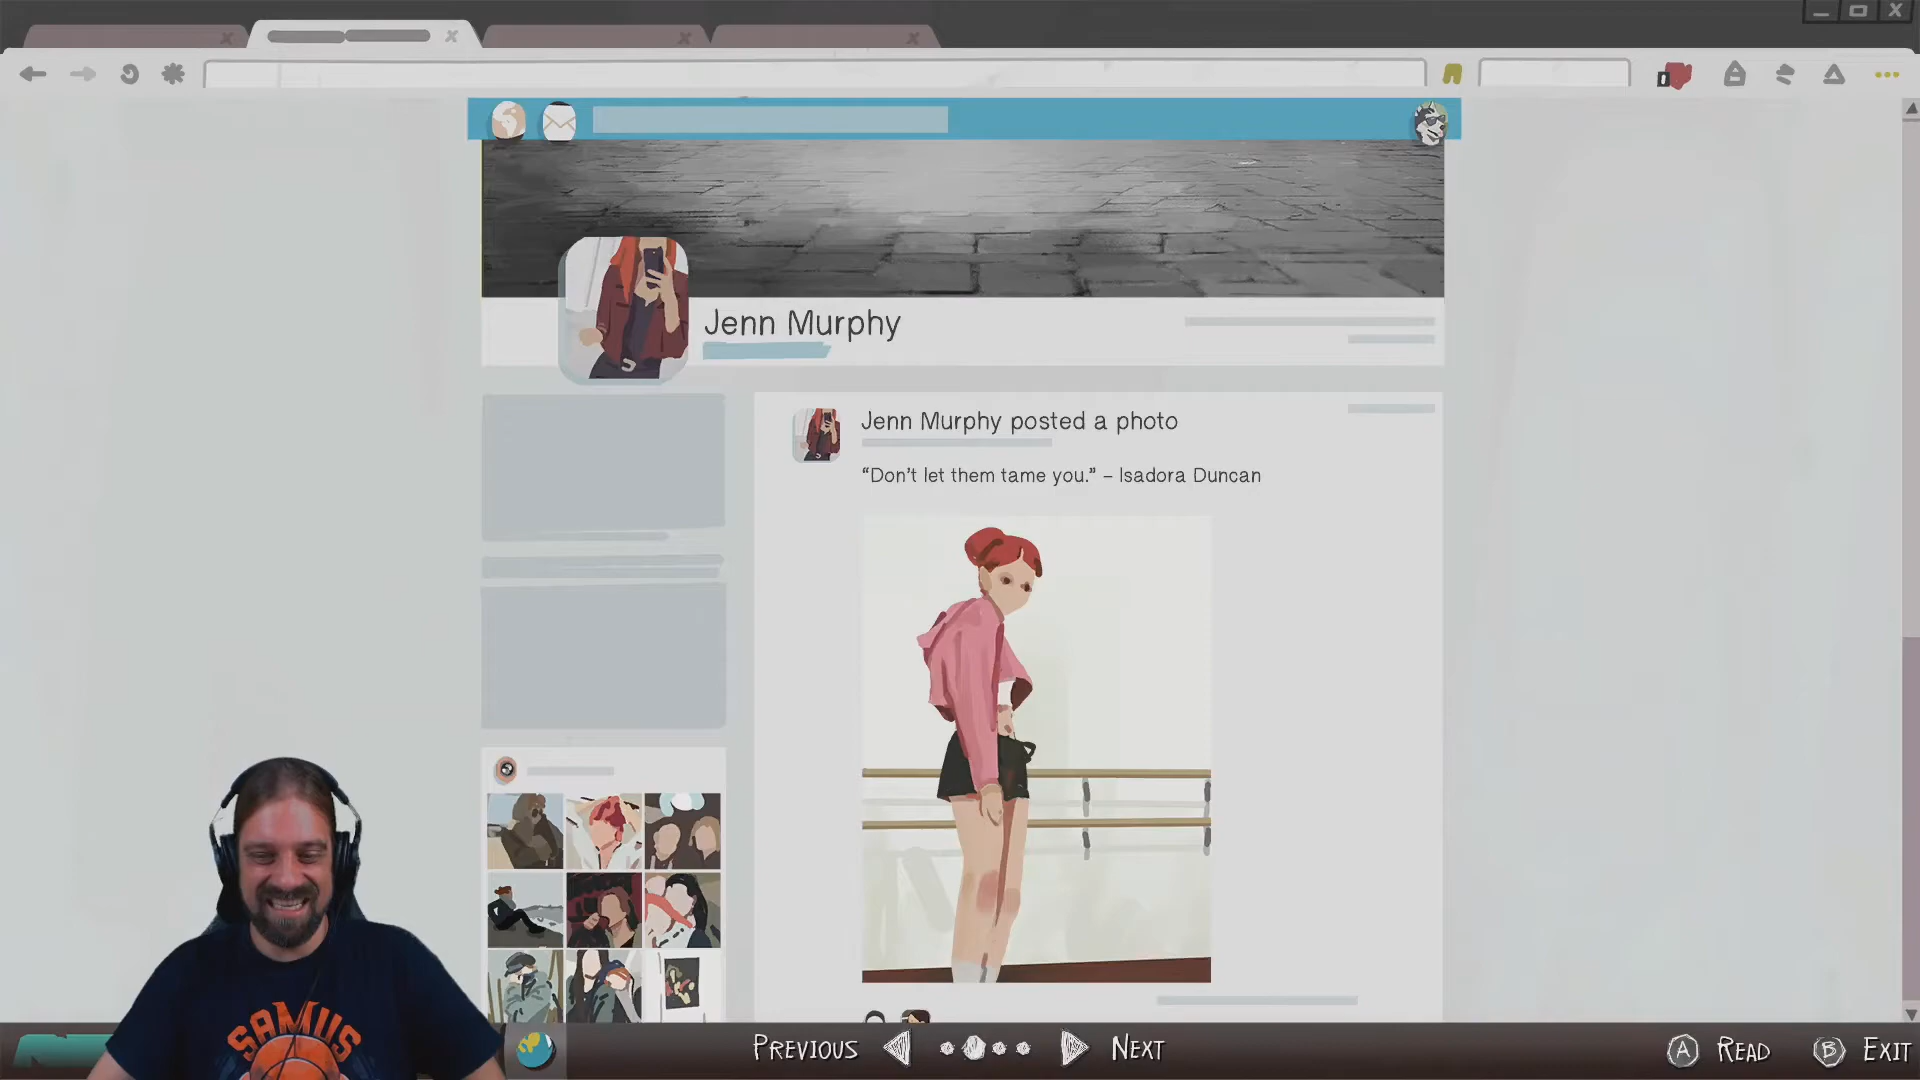 Jenn Murphy
Jenn Murphy posted a photo
“Don’t let them tame you.” – Isadora Duncan
SAMUS
PREVIOUS
NEXT
A READ
B EXIT